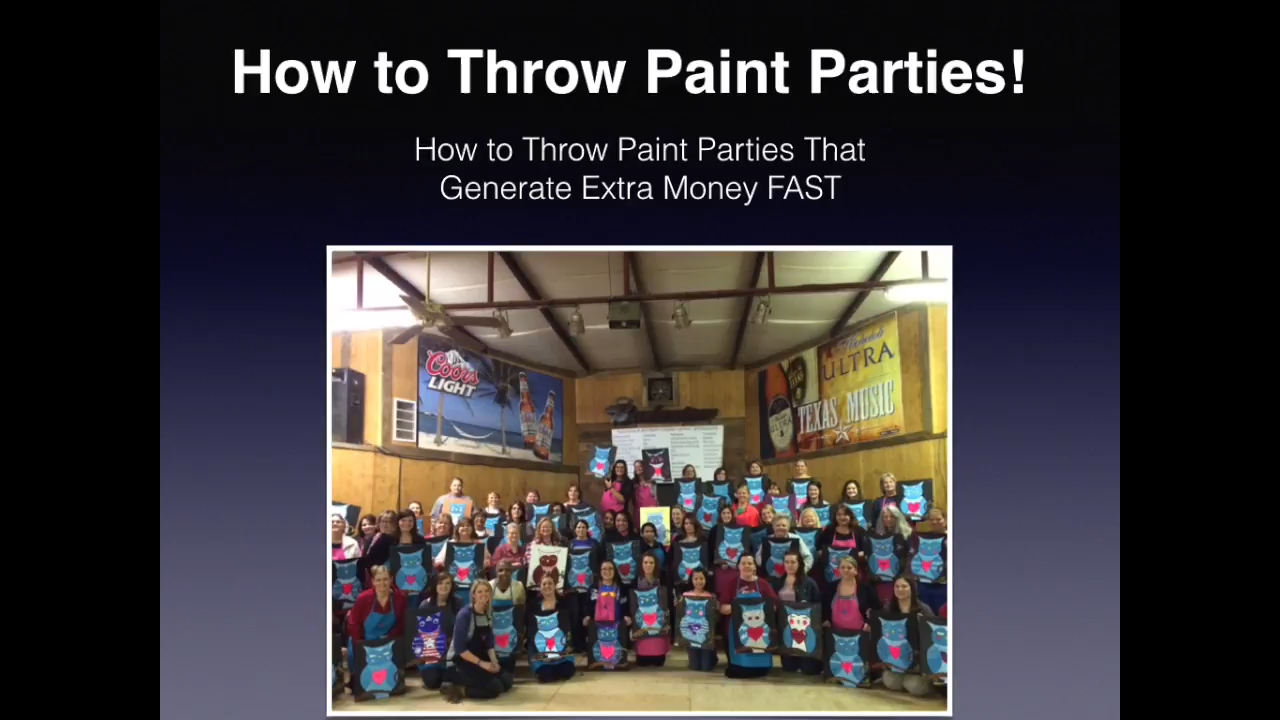 How to Throw Paint Parties!
How to Throw Paint Parties That
Generate Extra Money FAST
Coors
LIGHT
ULTRA
TEXAS MUSIC